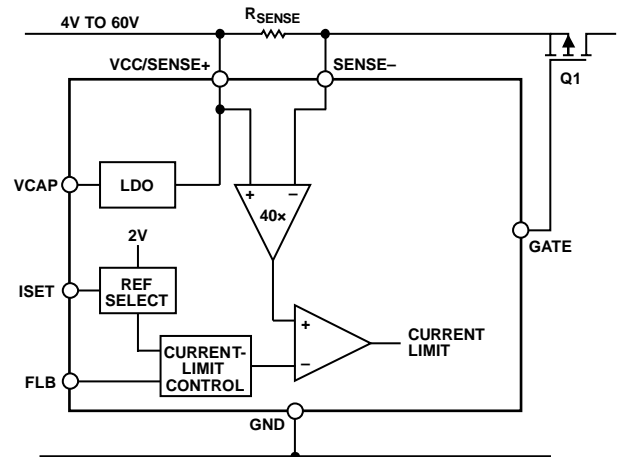 4V TO 60V
RSENSE
VCC/SENSE+
SENSE–
Q1
VCAP
LDO
+
–
40×
2V
GATE
ISET
REF
SELECT
+
–
CURRENT
LIMIT
CURRENT-
LIMIT
CONTROL
FLB
GND